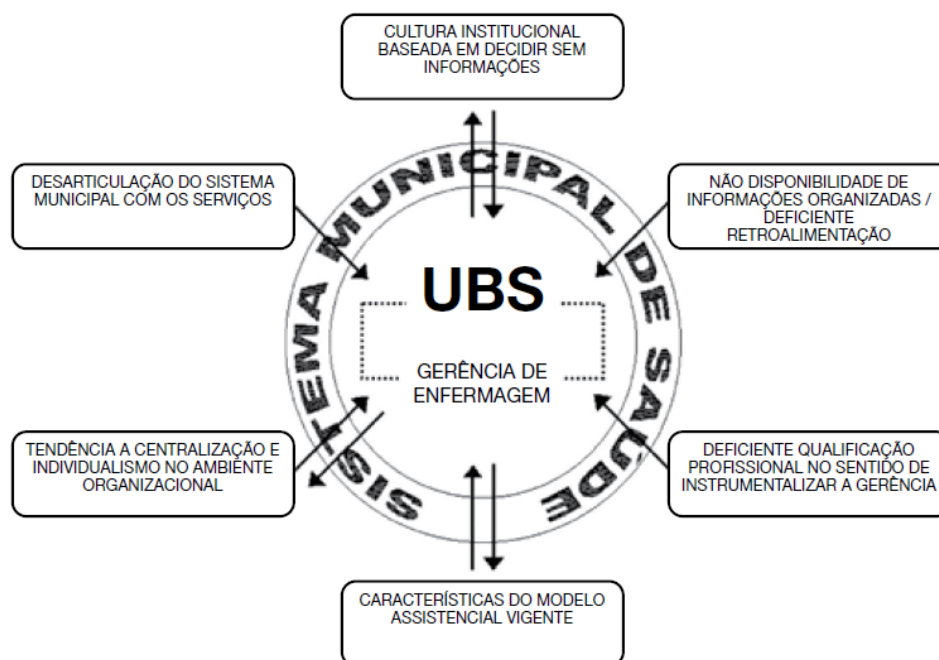 CULTURA INSTITUCIONAL
BASEADA EM DECIDIR SEM
INFORMAÇÕES
DESARTICULAÇÃO DO SISTEMA
MUNICIPAL COM OS SERVIÇOS
NÃO DISPONIBILIDADE DE
INFORMAÇÕES ORGANIZADAS /
DEFICIENTE
RETROALIMENTAÇÃO
SISTEMA MUNICIPAL DE SAÚDE
UBS
GERÊNCIA DE
ENFERMAGEM
TENDÊNCIA A CENTRALIZAÇÃO E
INDIVIDUALISMO NO AMBIENTE
ORGANIZACIONAL
DEFICIENTE QUALIFICAÇÃO
PROFISSIONAL NO SENTIDO DE
INSTRUMENTALIZAR A GERÊNCIA
CARACTERÍSTICAS DO MODELO
ASSISTENCIAL VIGENTE